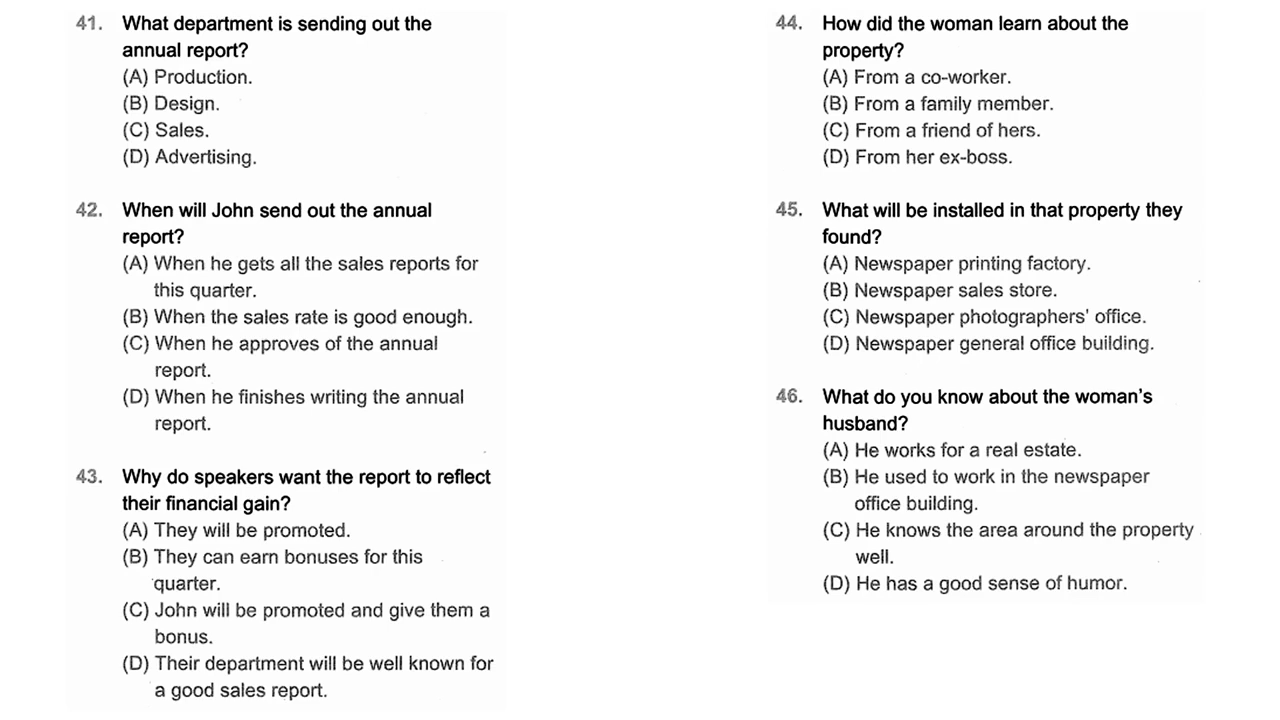 41. What department is sending out the
annual report?
(A) Production.
(B) Design.
(C) Sales.
(D) Advertising.
42. When will John send out the annual
report?
(A) When he gets all the sales reports for
this quarter.
(B) When the sales rate is good enough.
(C) When he approves of the annual
report.
(D) When he finishes writing the annual
report.
43. Why do speakers want the report to reflect
their financial gain?
(A) They will be promoted.
(B) They can earn bonuses for this
quarter.
(C) John will be promoted and give them a
bonus.
(D) Their department will be well known for
a good sales report.
44. How did the woman learn about the
property?
(A) From a co-worker.
(B) From a family member.
(C) From a friend of hers.
(D) From her ex-boss.
45. What will be installed in that property they
found?
(A) Newspaper printing factory.
(B) Newspaper sales store.
(C) Newspaper photographers' office.
(D) Newspaper general office building.
46. What do you know about the woman's
husband?
(A) He works for a real estate.
(B) He used to work in the newspaper
office building.
(C) He knows the area around the property
well.
(D) He has a good sense of humor.